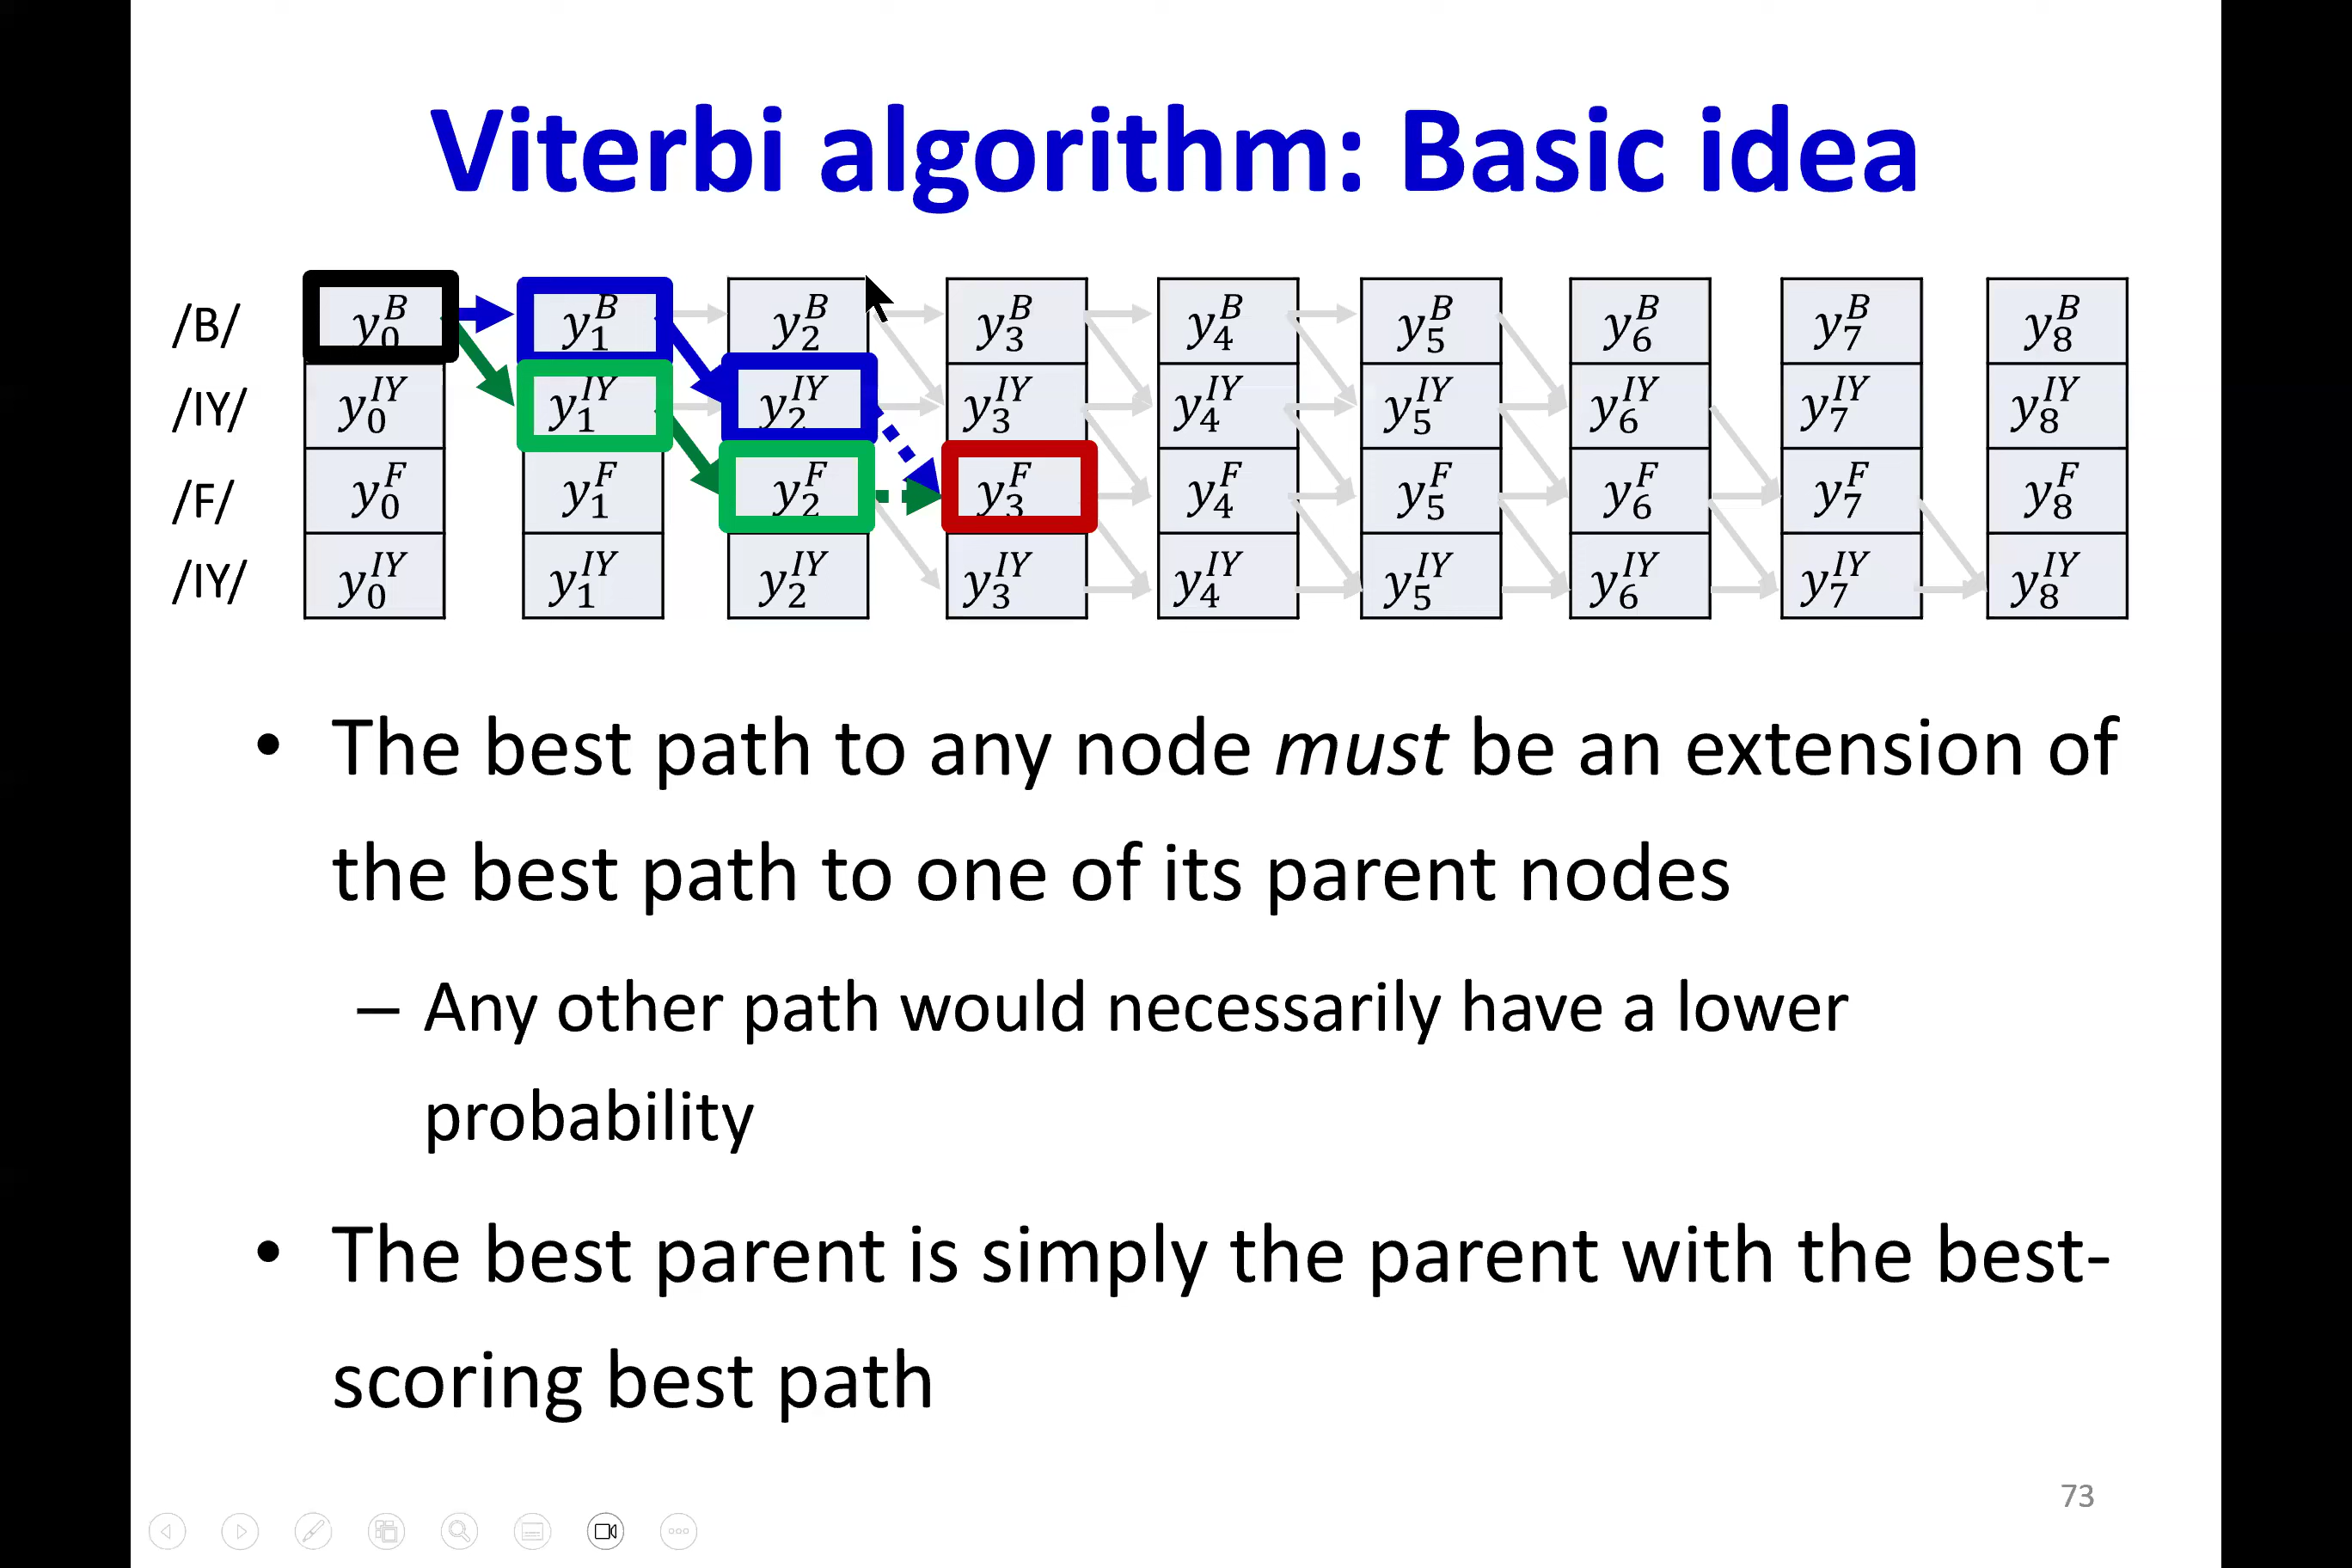 Viterbi algorithm: Basic idea
/B/ y_0^B y_1^B y_2^B y_3^B y_4^B y_5^B y_6^B y_7^B y_8^B
/IY/ y_0^{IY} y_1^{IY} y_2^{IY} y_3^{IY} y_4^{IY} y_5^{IY} y_6^{IY} y_7^{IY} y_8^{IY}
/F/ y_0^F y_1^F y_2^F y_3^F y_4^F y_5^F y_6^F y_7^F y_8^F
/IY/ y_0^{IY} y_1^{IY} y_2^{IY} y_3^{IY} y_4^{IY} y_5^{IY} y_6^{IY} y_7^{IY} y_8^{IY}
• The best path to any node must be an extension of
the best path to one of its parent nodes
– Any other path would necessarily have a lower
probability
• The best parent is simply the parent with the best-
scoring best path
73